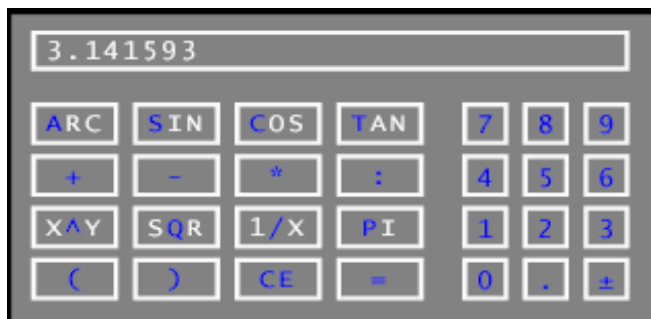 3.141593
ARC SIN COS TAN 7 8 9
+ - * : 4 5 6
X^Y SQR 1/X PI 1 2 3
( ) CE = 0 . ±